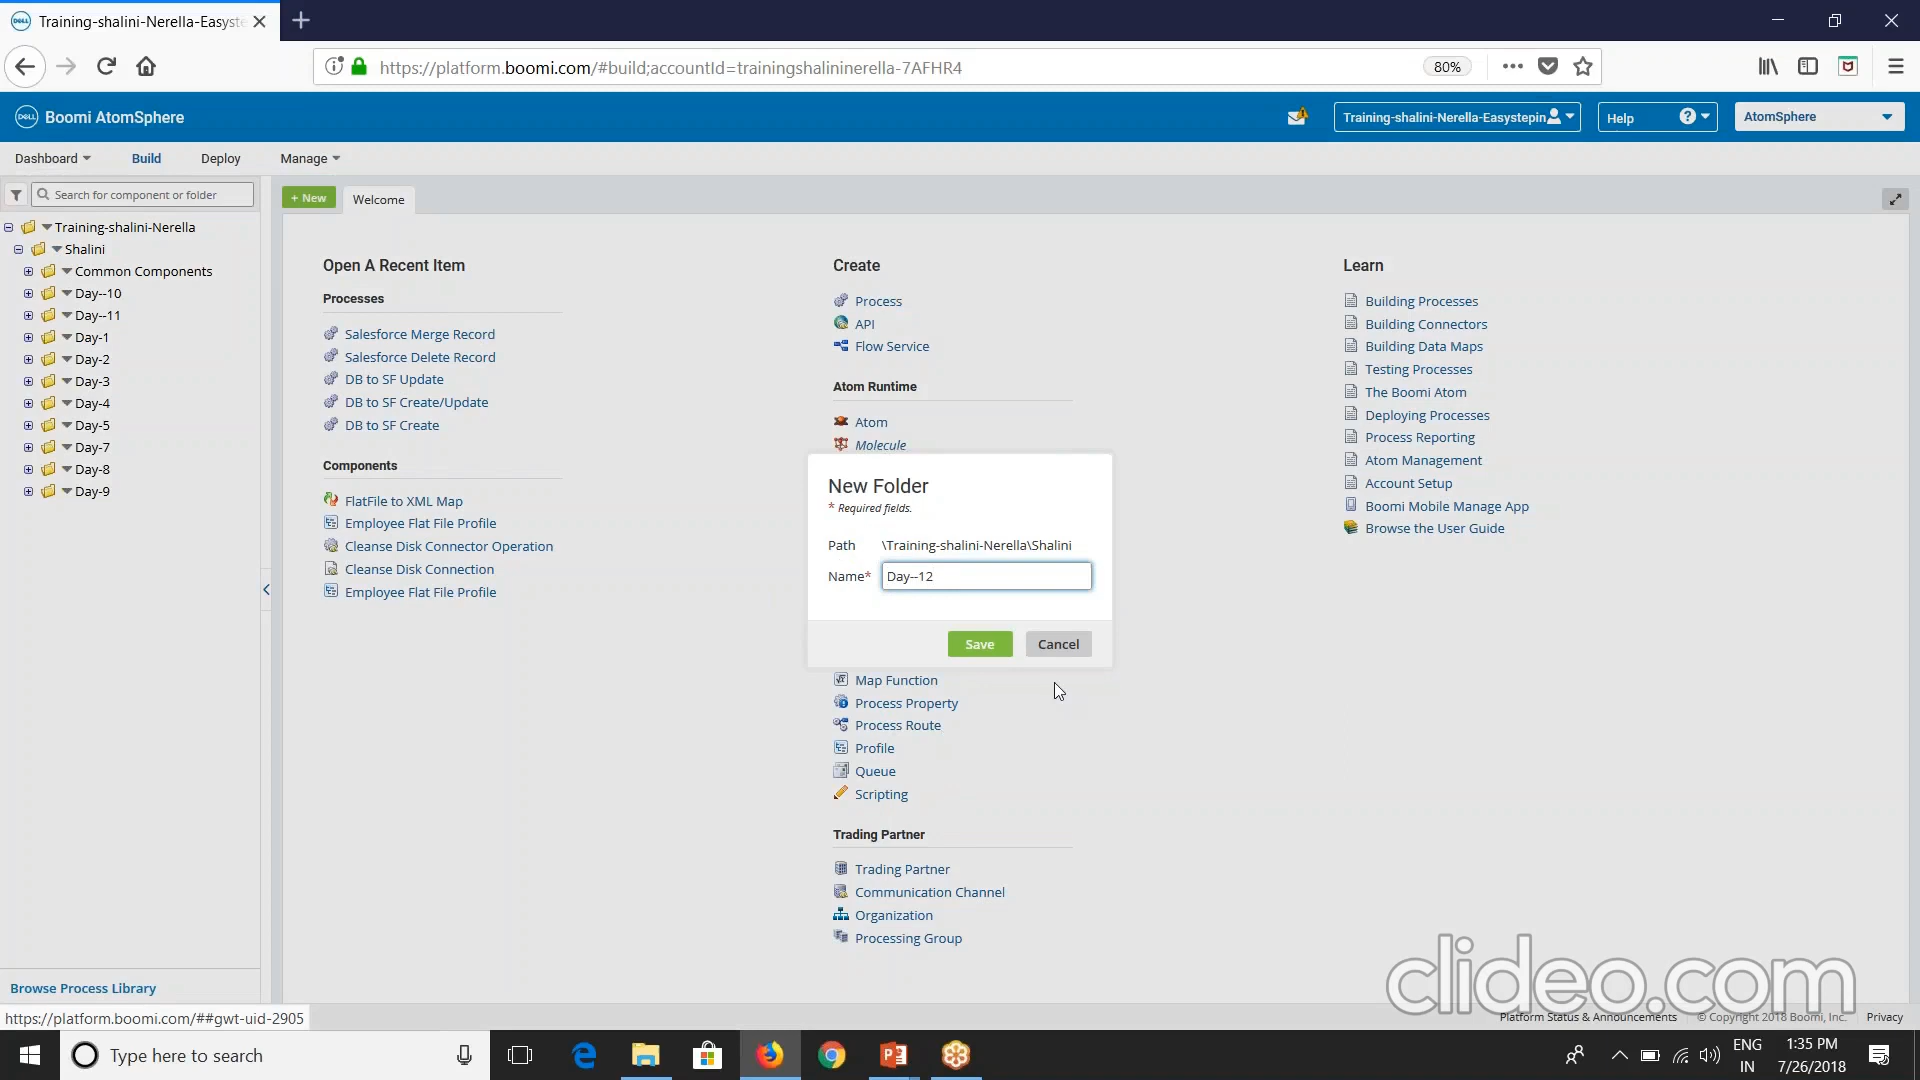 Training-shalini-Nerella-Easyste
https://platform.boomi.com/#build;accountId=trainingshalininerella-7AFHR4
80%
DELL
Boomi AtomSphere
Training-shalini-Nerella-Easystepin
Help
AtomSphere
Dashboard
Build
Deploy
Manage
Search for component or folder
+ New
Welcome
Training-shalini-Nerella
Shalini
Common Components
Day--10
Day--11
Day-1
Day-2
Day-3
Day-4
Day-5
Day-7
Day-8
Day-9
Browse Process Library
Open A Recent Item
Processes
Salesforce Merge Record
Salesforce Delete Record
DB to SF Update
DB to SF Create/Update
DB to SF Create
Components
FlatFile to XML Map
Employee Flat File Profile
Cleanse Disk Connector Operation
Cleanse Disk Connection
Employee Flat File Profile
Create
Process
API
Flow Service
Atom Runtime
Atom
Molecule
New Folder
* Required fields.
Path \Training-shalini-Nerella\Shalini
Name* Day--12
Save Cancel
Map Function
Process Property
Process Route
Profile
Queue
Scripting
Trading Partner
Trading Partner
Communication Channel
Organization
Processing Group
Learn
Building Processes
Building Connectors
Building Data Maps
Testing Processes
The Boomi Atom
Deploying Processes
Process Reporting
Atom Management
Account Setup
Boomi Mobile Manage App
Browse the User Guide
clideo.com
https://platform.boomi.com/##gwt-uid-2905
Platform Status & Announcements
© Copyright 2018 Boomi, Inc.
Privacy
Type here to search
ENG
IN
1:35 PM
7/26/2018